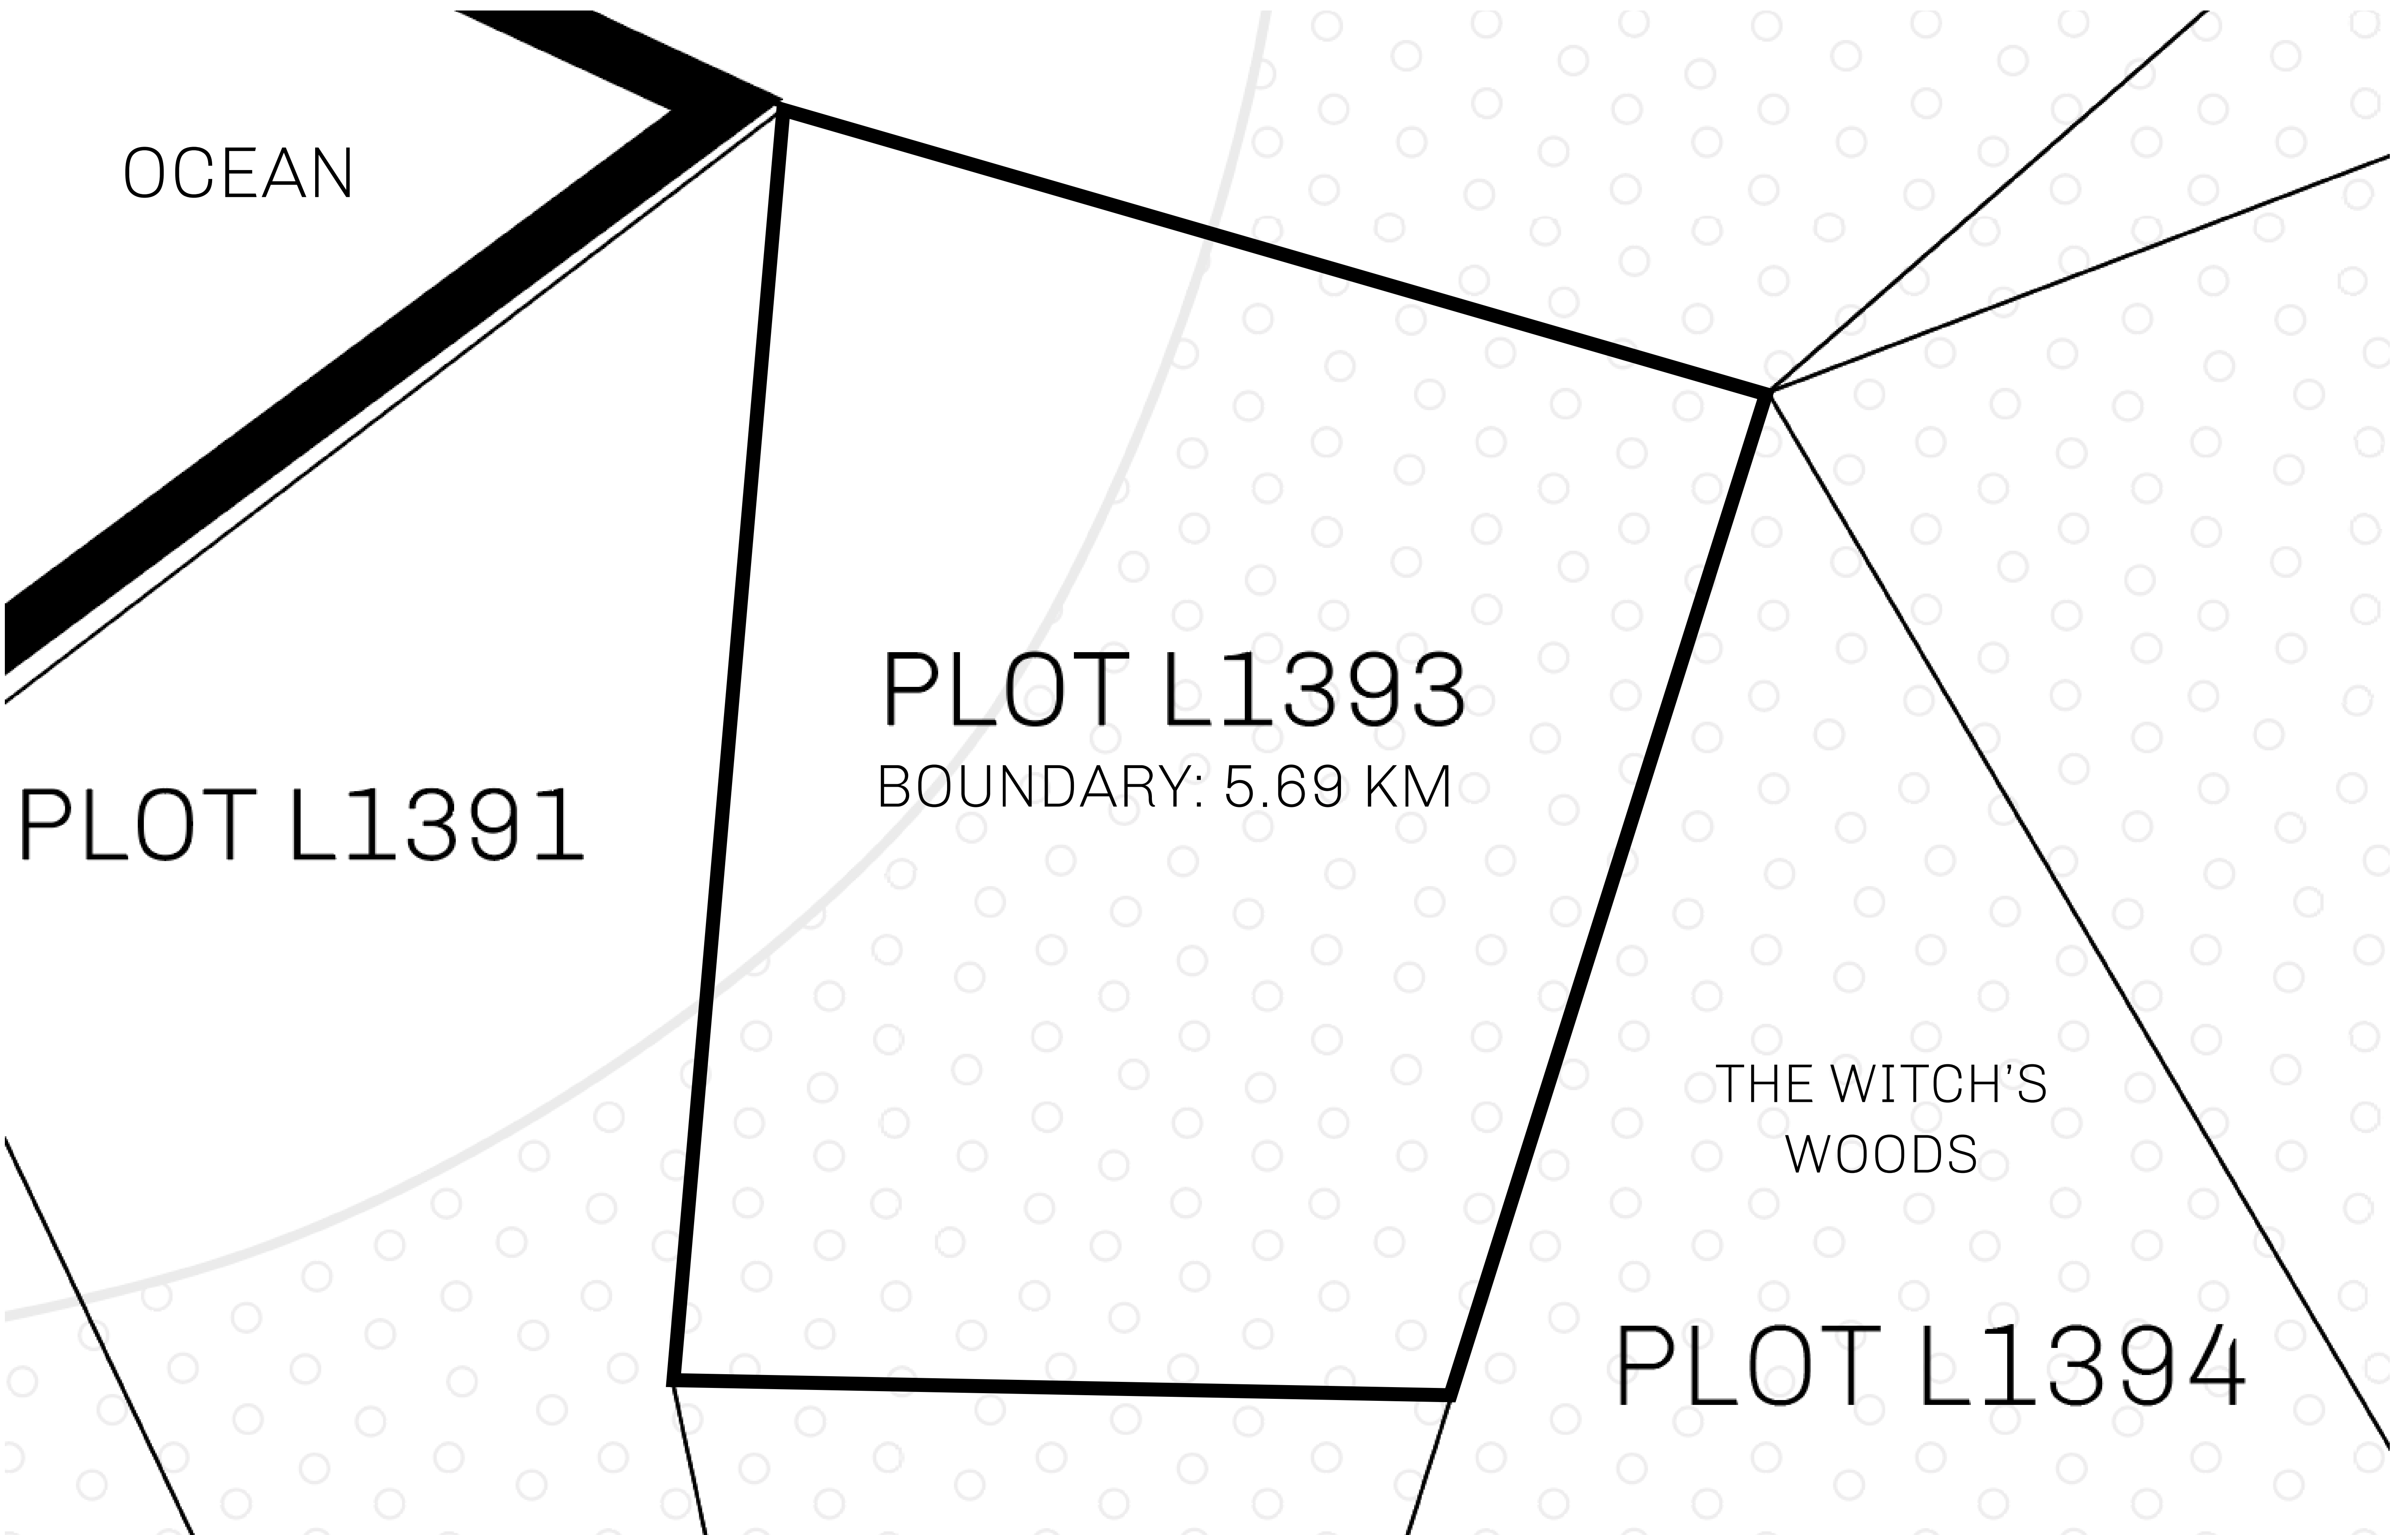 OCEAN
PLOT L1393
BOUNDARY: 5.69 KM
PLOT L1391
THE WITCH’S
WOODS
PLOT L1394